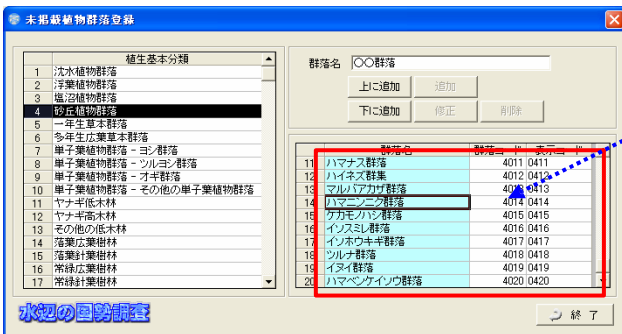 未掲載植物群落登録
植生基本分類
1 沈水植物群落
2 浮葉植物群落
3 塩沼植物群落
4 砂丘植物群落
5 一年生草本群落
6 多年生広葉草本群落
7 単子葉植物群落 - ヨシ群落
8 単子葉植物群落 - ツルヨシ群落
9 単子葉植物群落 - オギ群落
10 単子葉植物群落 - その他の単子葉植物群落
11 ヤナギ低木林
12 ヤナギ高木林
13 その他の低木林
14 落葉広葉樹林
15 落葉針葉樹林
16 常緑広葉樹林
17 常緑針葉樹林
群落名 〇〇群落
上に追加 追加
下に追加 修正 削除
群落名 群落コード 表示コード
11 ハマナス群落 4011 0411
12 ハイネズ群集 4012 0412
13 マルバアカザ群落 4013 0413
14 ハマニンニク群落 4014 0414
15 ケカモノハシ群落 4015 0415
16 イソスミレ群落 4016 0416
17 イソホウキギ群落 4017 0417
18 ツルナ群落 4018 0418
19 イヌイ群落 4019 0419
20 ハマベンケイソウ群落 4020 0420
水辺の国勢調査
終 了